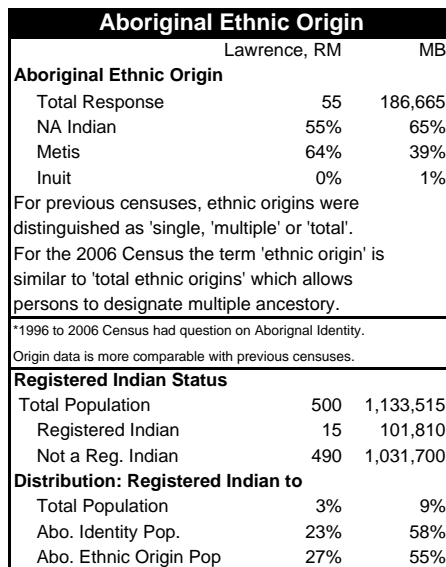 Aboriginal Ethnic Origin
Lawrence, RM MB
Aboriginal Ethnic Origin
Total Response 55 186,665
NA Indian 55% 65%
Metis 64% 39%
Inuit 0% 1%
For previous censuses, ethnic origins were
distinguished as 'single, 'multiple' or 'total'.
For the 2006 Census the term 'ethnic origin' is
similar to 'total ethnic origins' which allows
persons to designate multiple ancestory.
*1996 to 2006 Census had question on Aborignal Identity.
Origin data is more comparable with previous censuses.
Registered Indian Status
Total Population 500 1,133,515
Registered Indian 15 101,810
Not a Reg. Indian 490 1,031,700
Distribution: Registered Indian to
Total Population 3% 9%
Abo. Identity Pop. 23% 58%
Abo. Ethnic Origin Pop 27% 55%